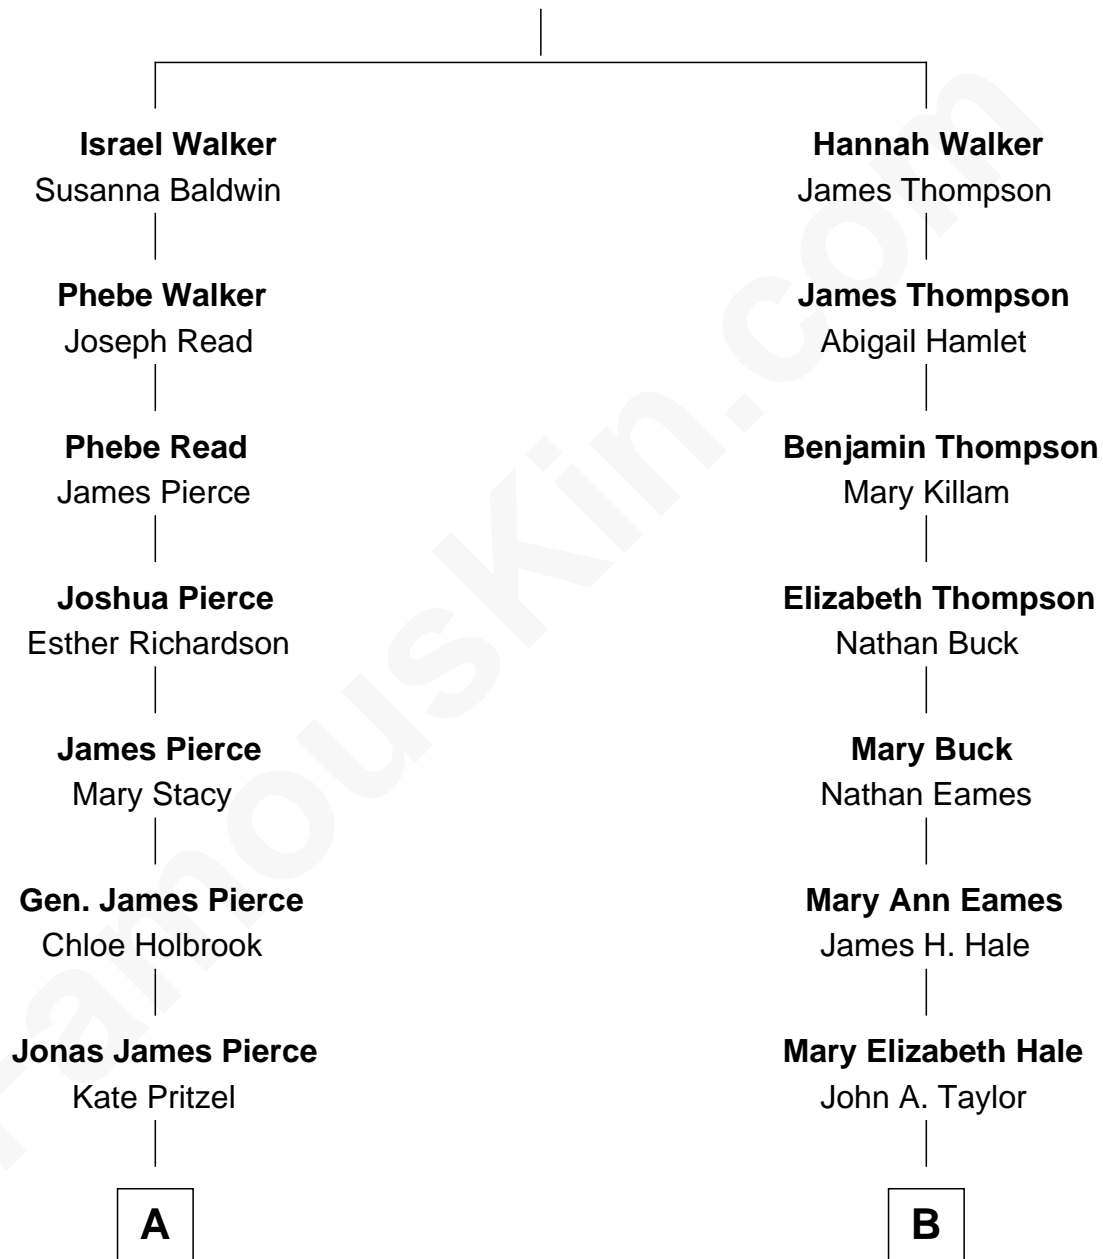 Israel Walker
Susanna Baldwin
Phebe Walker
Joseph Read
Phebe Read
James Pierce
Joshua Pierce
Esther Richardson
James Pierce
Mary Stacy
Gen. James Pierce
Chloe Holbrook
Jonas James Pierce
Kate Pritzel
A
Hannah Walker
James Thompson
James Thompson
Abigail Hamlet
Benjamin Thompson
Mary Killam
Elizabeth Thompson
Nathan Buck
Mary Buck
Nathan Eames
Mary Ann Eames
James H. Hale
Mary Elizabeth Hale
John A. Taylor
B
FamousKin.com